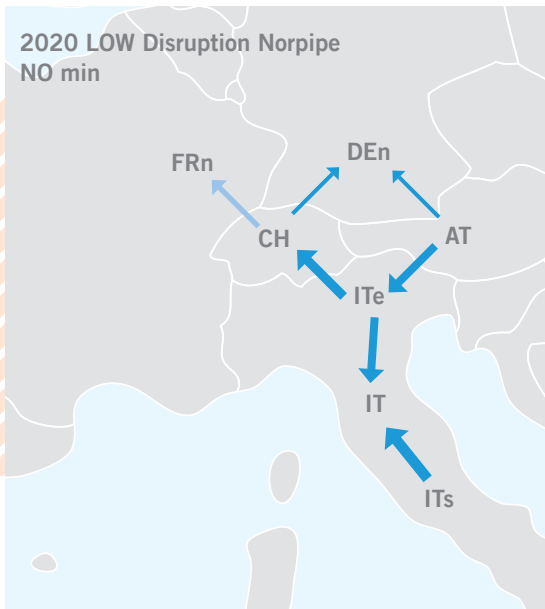 2020 LOW Disruption Norpipe
NO min
DEn
FRn
CH
AT
ITe
IT
ITs